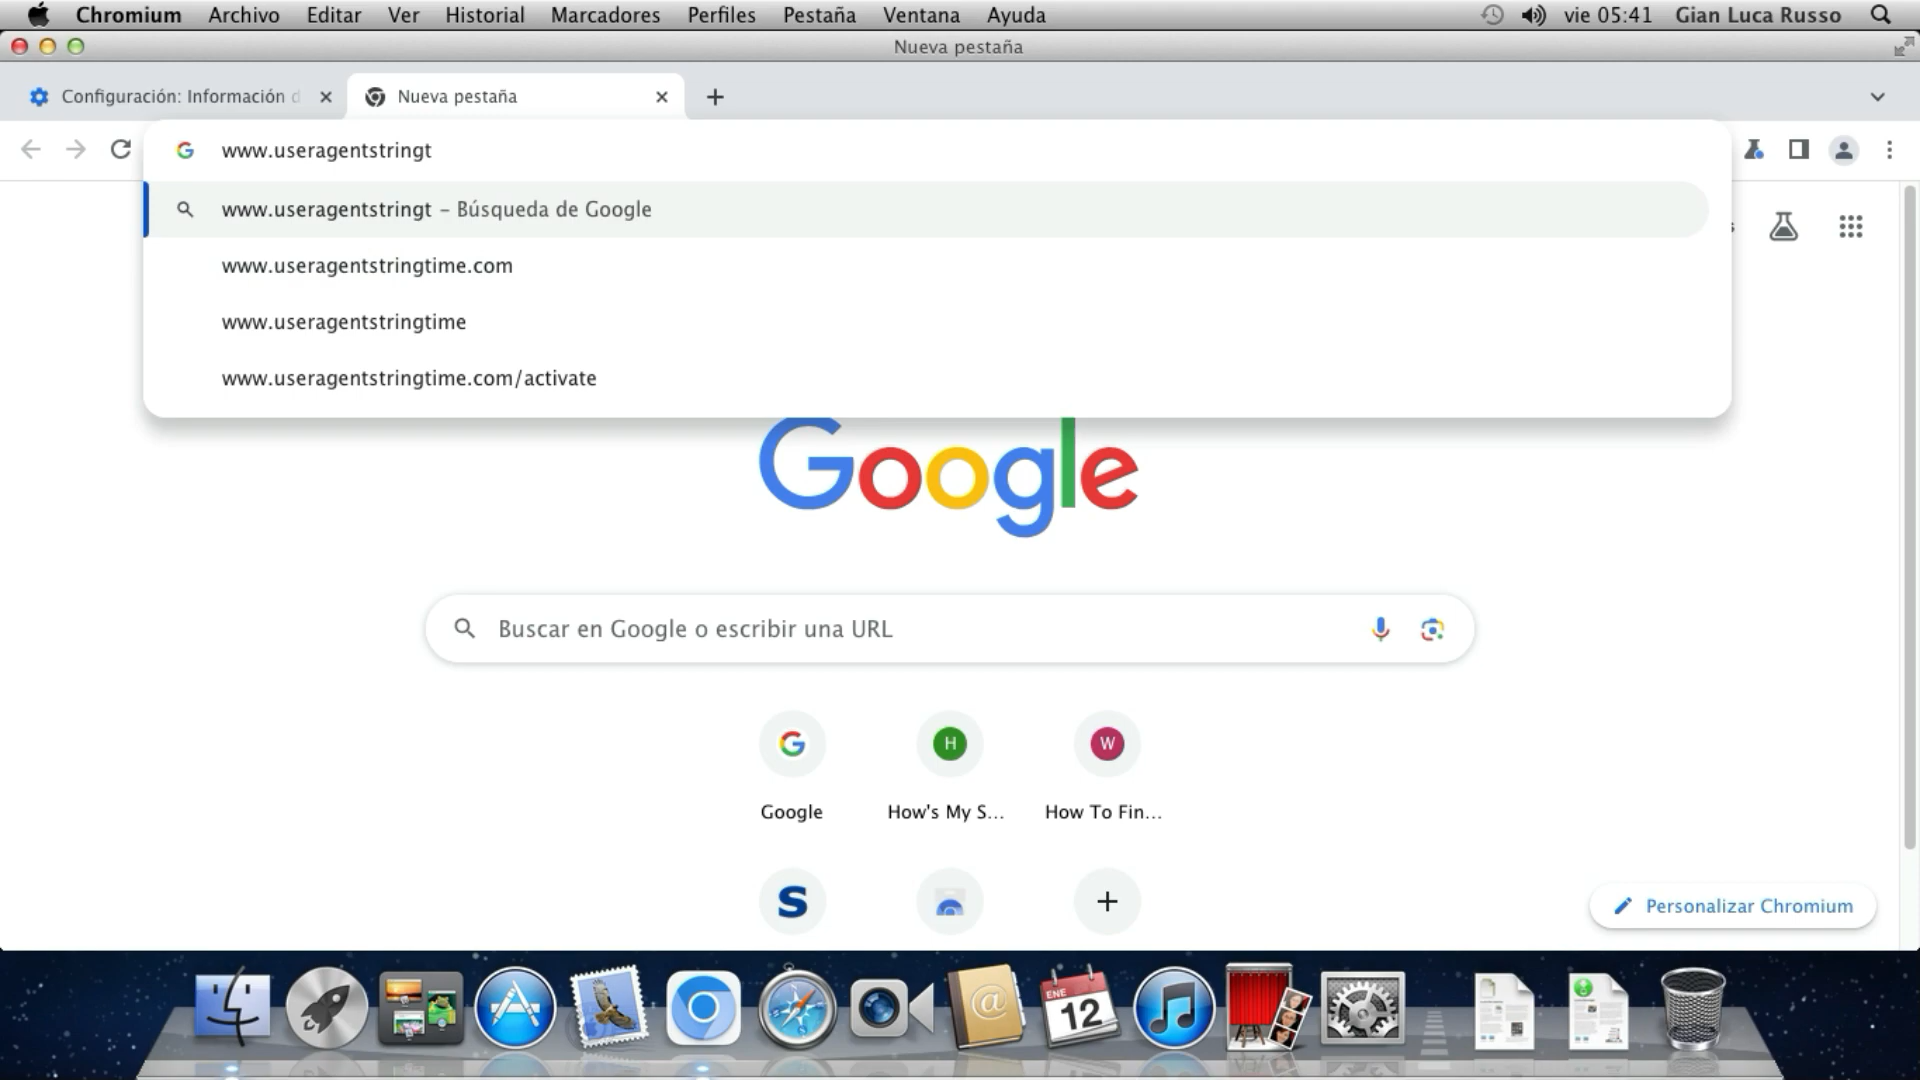 Chromium Archivo Editar Ver Historial Marcadores Perfiles Pestaña Ventana Ayuda vie 05:41 Gian Luca Russo
Nueva pestaña
Configuración: Información d Nueva pestaña
www.useragentstringt
www.useragentstringt – Búsqueda de Google
www.useragentstringtime.com
www.useragentstringtime
www.useragentstringtime.com/activate
Google
Buscar en Google o escribir una URL
H W
Google How's My S... How To Fin...
S
Personalizar Chromium
ENE
12